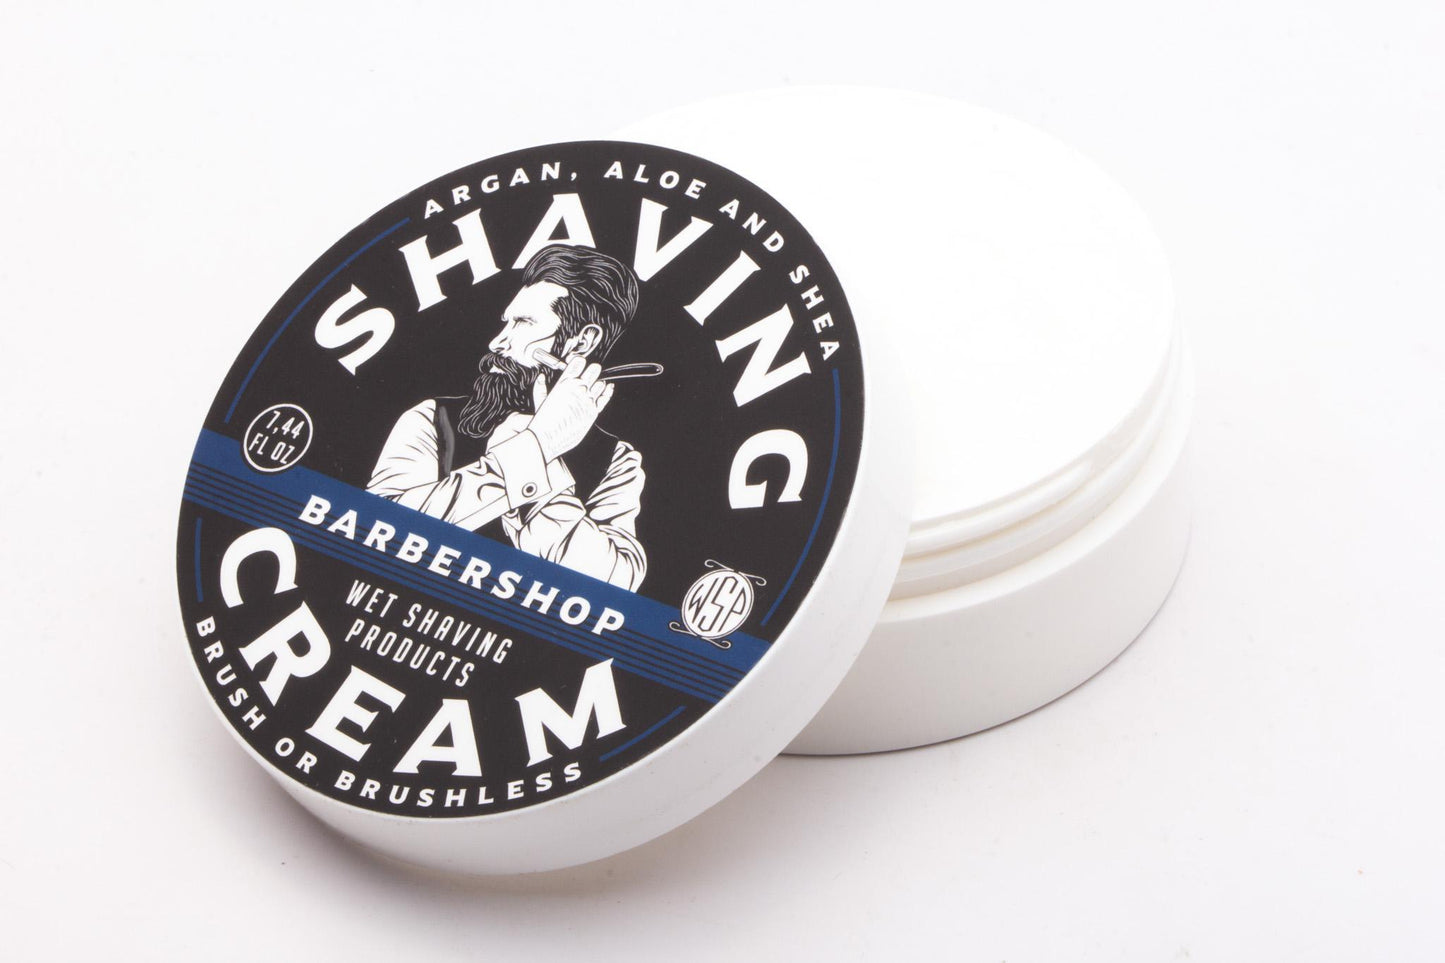 ARGAN, ALOE AND SHEA
SHAVING
7,44
FL OZ
BARBERSHOP
WSP
WET SHAVING
PRODUCTS
CREAM
BRUSH OR BRUSHLESS